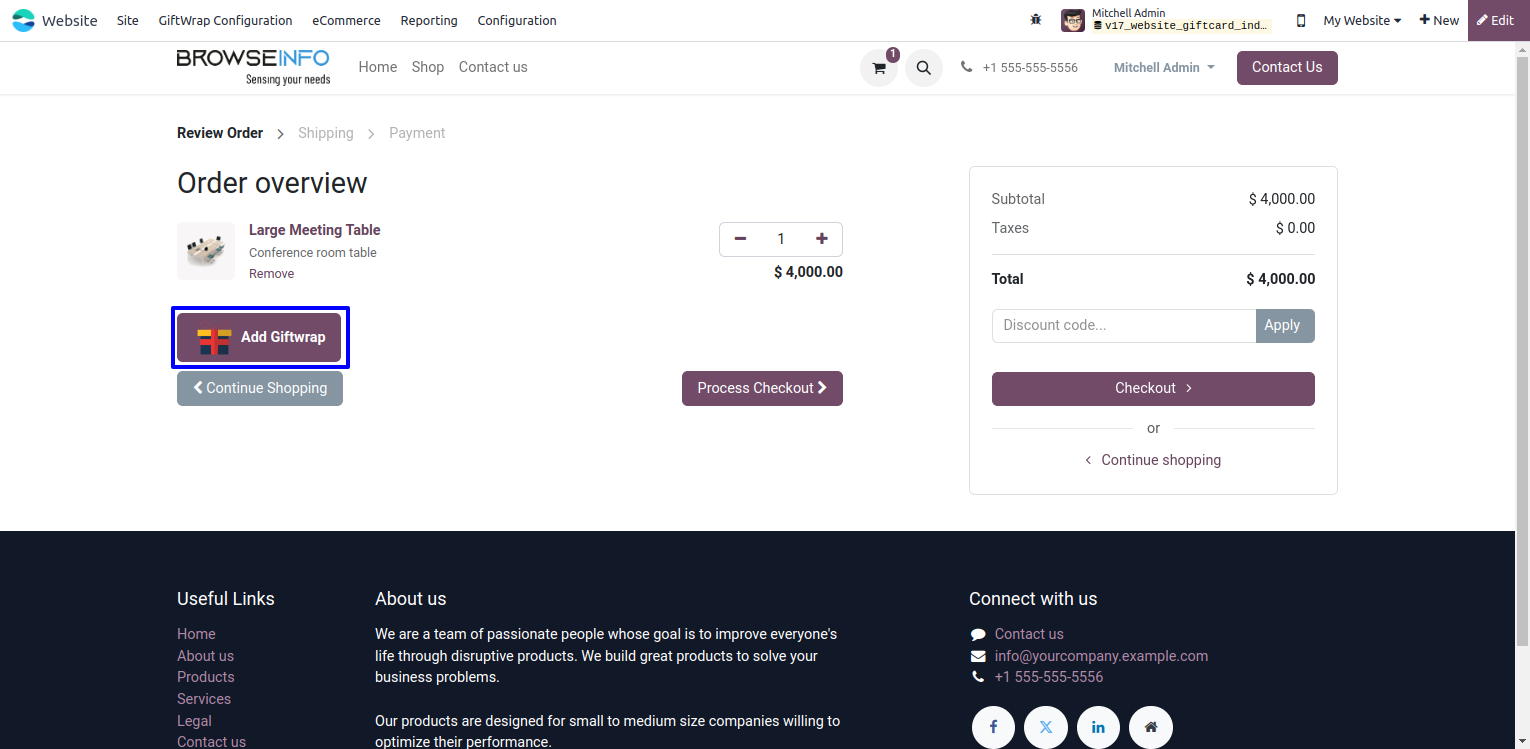 Website Site GiftWrap Configuration eCommerce Reporting Configuration Mitchell Admin My Website New Edit
v17_website_giftcard_ind...
BROWSEINFO
Sensing your needs
Home Shop Contact us 1 +1 555-555-5556 Mitchell Admin Contact Us
Review Order Shipping Payment
Order overview
Large Meeting Table
Conference room table
Remove
1
$ 4,000.00
Add Giftwrap
Continue Shopping
Process Checkout
Subtotal $ 4,000.00
Taxes $ 0.00
Total $ 4,000.00
Discount code... Apply
Checkout
or
Continue shopping
Useful Links
Home
About us
Products
Services
Legal
Contact us
About us
We are a team of passionate people whose goal is to improve everyone's
life through disruptive products. We build great products to solve your
business problems.
Our products are designed for small to medium size companies willing to
optimize their performance.
Connect with us
Contact us
info@yourcompany.example.com
+1 555-555-5556